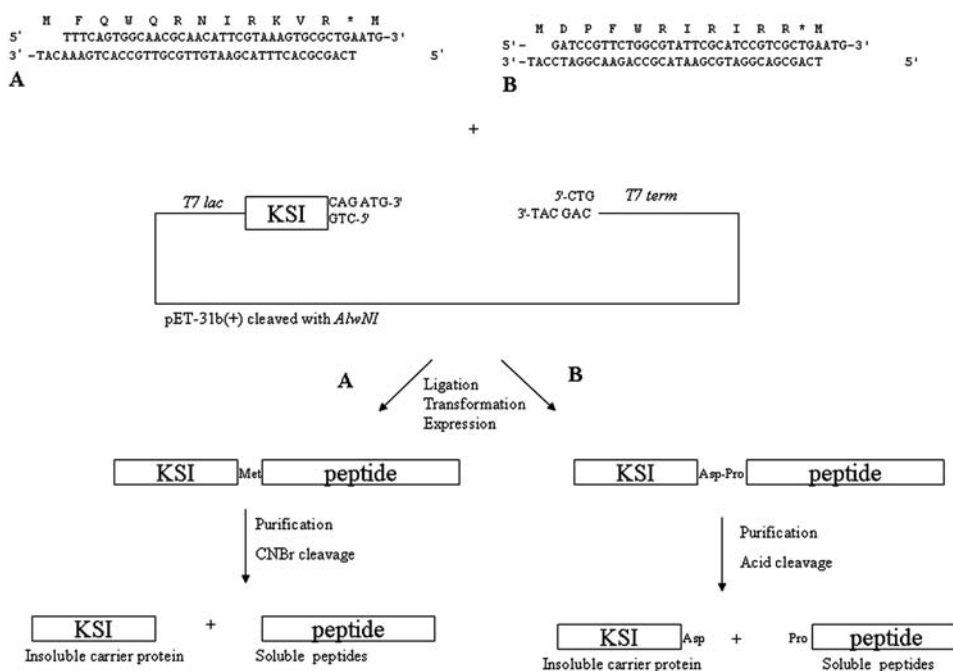 M F Q W Q R N I R K V R * M
5' TTTCAGTGGCAACGCAACATTCGTAAAGTGCGCTGAATG-3'
3'-TACAAAGTCACCGTTGCGTTGTAAGCATTTCACGCGACT 5'
A
M D P F W R I R I R R * M
5'- GATCCGTTCTGGCGTATTCGCATCCGTCGCTGAATG-3'
3'-TACCTAGGCAAGACCGCATAAGCGTAGGCAGCGACT 5'
B
+
T7 lac
KSI
CAGATG-3'
GTC-5'
5'-CTG
3'-TAC GAC
T7 term
pET-31b(+) cleaved with AlwNI
A
B
Ligation
Transformation
Expression
KSI Met peptide
KSI Asp-Pro peptide
Purification
CNBr cleavage
Purification
Acid cleavage
KSI + peptide
Insoluble carrier protein Soluble peptides
KSI Asp + Pro peptide
Insoluble carrier protein Soluble peptides